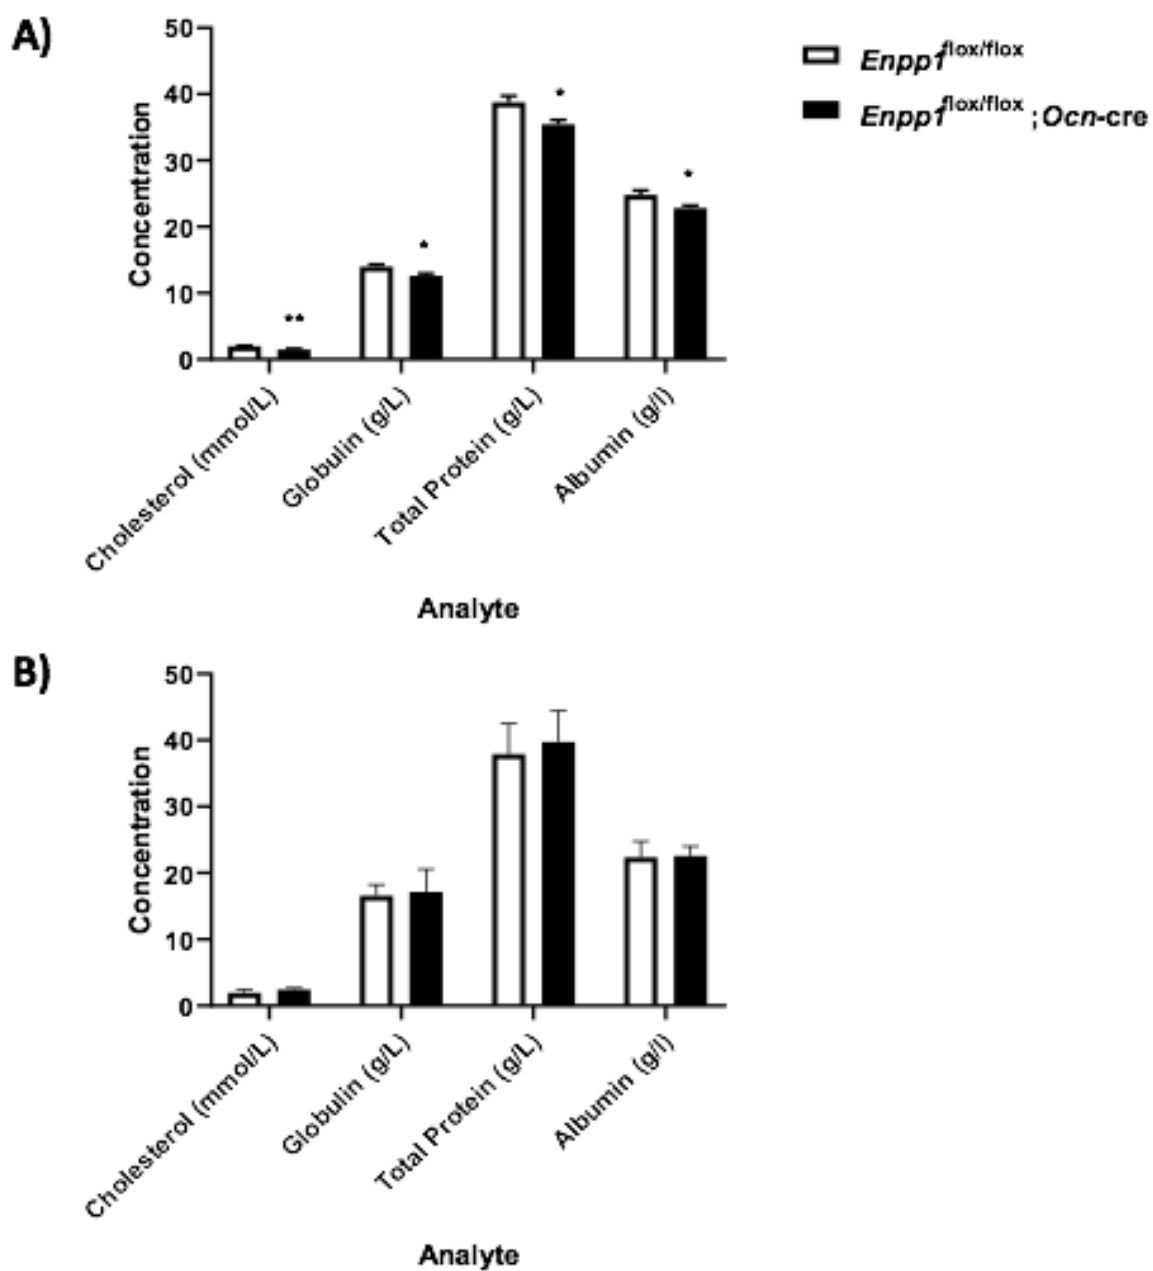 A)
50
40
30
20
10
0
Concentration
*
*
*
**
Cholesterol (mmol/L)
Globulin (g/L)
Total Protein (g/L)
Albumin (g/l)
Analyte
Enpp1flox/flox
Enpp1flox/flox ;Ocn-cre
B)
50
40
30
20
10
0
Concentration
Cholesterol (mmol/L)
Globulin (g/L)
Total Protein (g/L)
Albumin (g/l)
Analyte